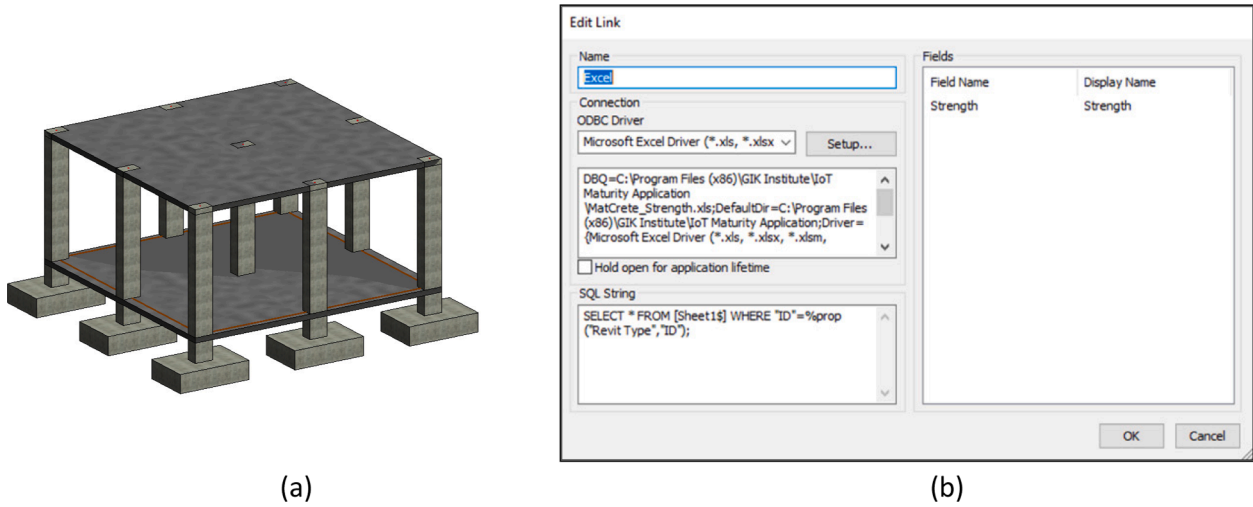 Edit Link
Name
Excel
Connection
ODBC Driver
Microsoft Excel Driver (*.xls, *.xlsx
Setup...
DBQ=C:\Program Files (x86)\GIK Institute\IoT
Maturity Application
\MatCrete_Strength.xls;DefaultDir=C:\Program Files
(x86)\GIK Institute\IoT Maturity Application;Driver=
{Microsoft Excel Driver (*.xls, *.xlsx, *.xlsm,
Hold open for application lifetime
SQL String
SELECT * FROM [Sheet1$] WHERE "ID"=%prop
("Revit Type","ID");
Fields
Field Name Display Name
Strength Strength
OK Cancel
(a) (b)